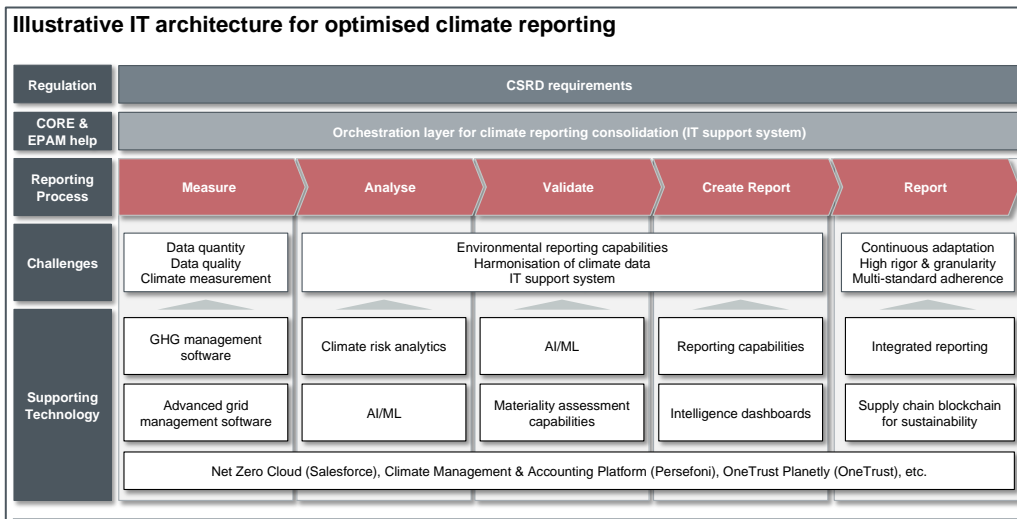 Illustrative IT architecture for optimised climate reporting
Regulation
CSRD requirements
CORE &
EPAM help
Orchestration layer for climate reporting consolidation (IT support system)
Reporting
Process
Measure
Analyse
Validate
Create Report
Report
Challenges
Data quantity
Data quality
Climate measurement
Environmental reporting capabilities
Harmonisation of climate data
IT support system
Continuous adaptation
High rigor & granularity
Multi-standard adherence
Supporting
Technology
GHG management
software
Climate risk analytics
AI/ML
Reporting capabilities
Integrated reporting
Advanced grid
management software
AI/ML
Materiality assessment
capabilities
Intelligence dashboards
Supply chain blockchain
for sustainability
Net Zero Cloud (Salesforce), Climate Management & Accounting Platform (Persefoni), OneTrust Planetly (OneTrust), etc.